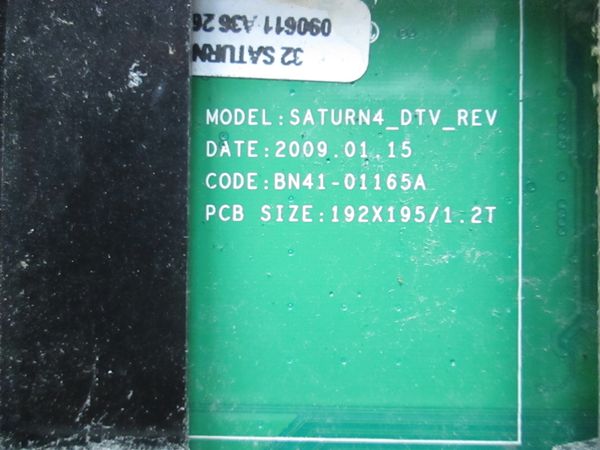 32 SATURN
090611 A36 26
MODEL:SATURN4_DTV_REV
DATE:2009.01.15
CODE:BN41-01165A
PCB SIZE:192X195/1.2T